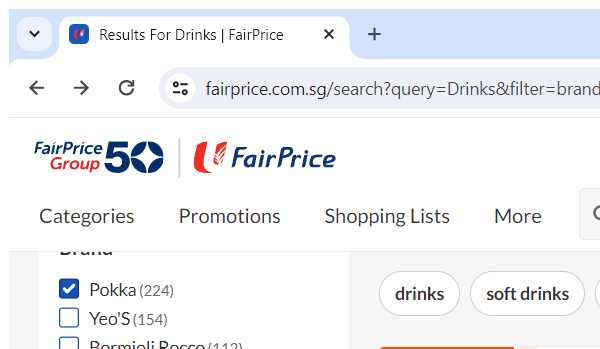 Results For Drinks | FairPrice
fairprice.com.sg/search?query=Drinks&filter=brand
FairPrice Group 50
FairPrice
Categories Promotions Shopping Lists More
Brand
drinks soft drinks
Pokka (224)
Yeo'S (154)
Bormioli Rocco (112)